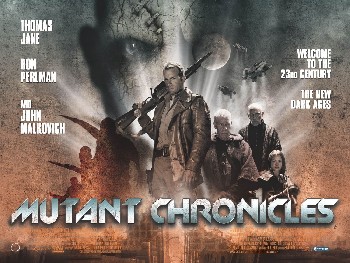 THOMAS
JANE
RON
PERLMAN
AND
JOHN
MALKOVICH
WELCOME
TO THE
23RD CENTURY
THE NEW
DARK AGES
MUTANT CHRONICLES